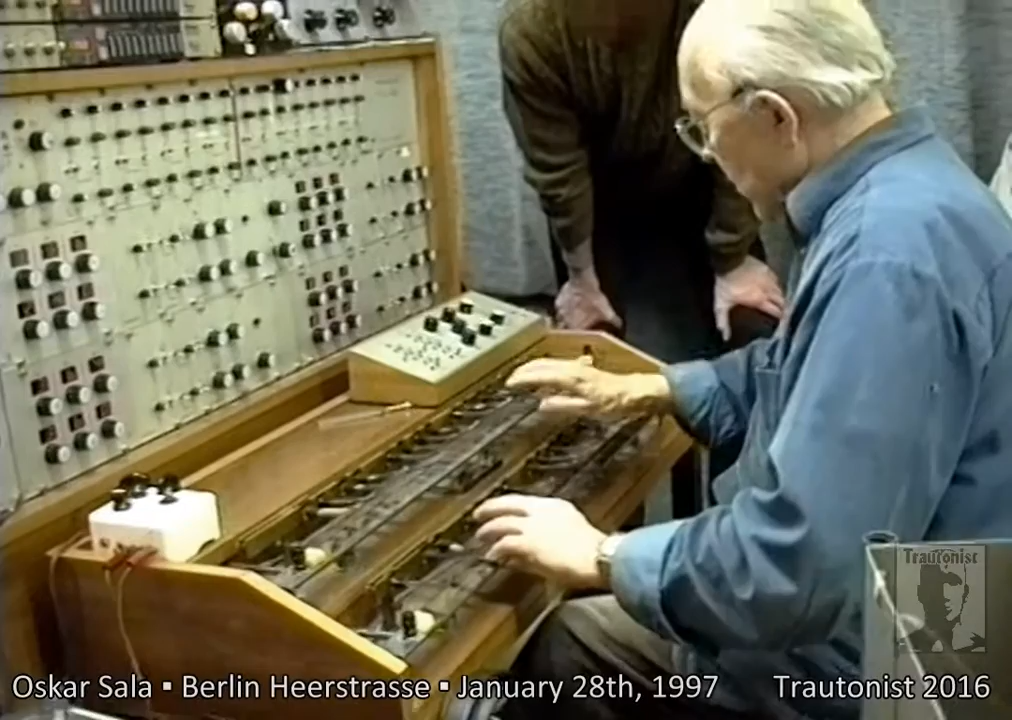 Trautonist
Oskar Sala ▪ Berlin Heerstrasse ▪ January 28th, 1997 Trautonist 2016